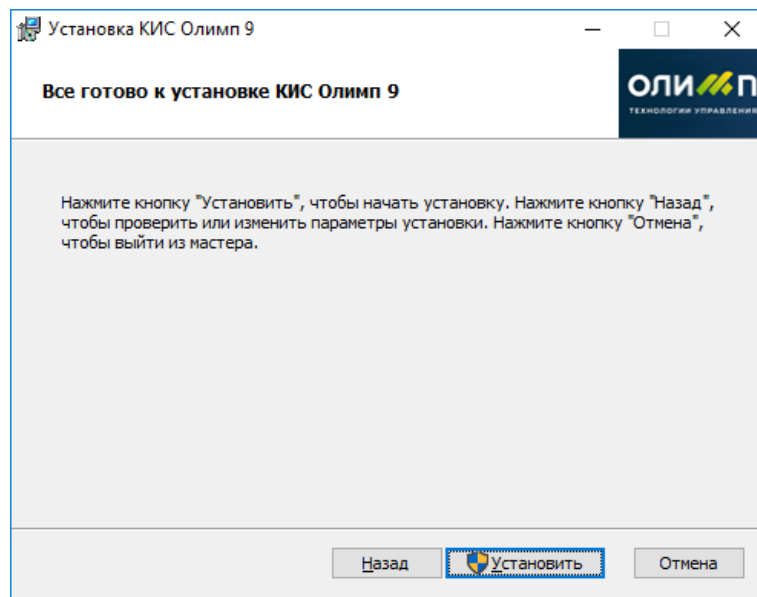 Установка КИС Олимп 9
Все готово к установке КИС Олимп 9
ОЛИМП
ТЕХНОЛОГИИ УПРАВЛЕНИЯ
Нажмите кнопку "Установить", чтобы начать установку. Нажмите кнопку "Назад",
чтобы проверить или изменить параметры установки. Нажмите кнопку "Отмена",
чтобы выйти из мастера.
Назад
Установить
Отмена